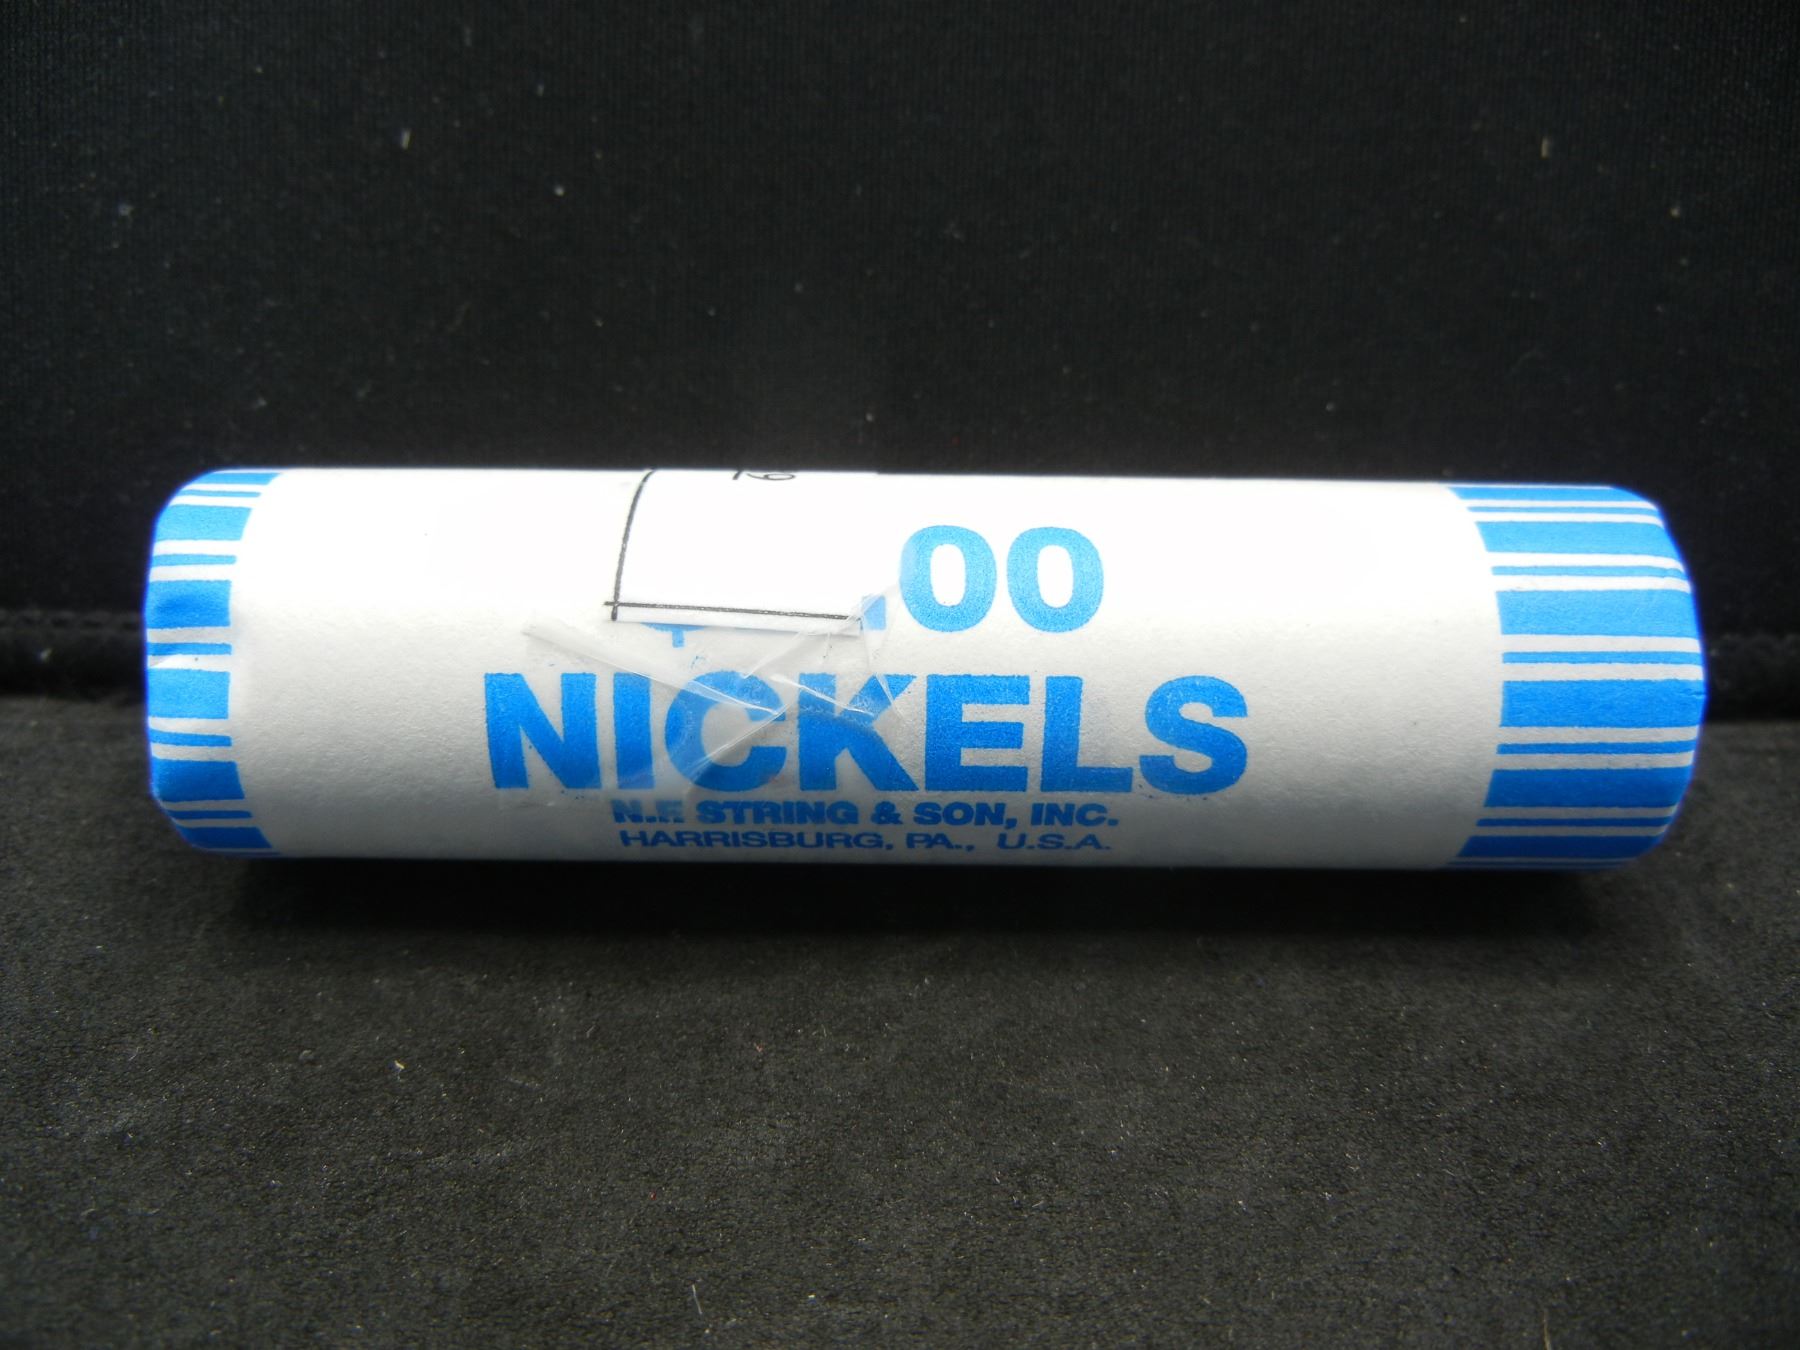 .00
NICKELS
N.F. STRING & SON, INC.
HARRISBURG, PA., U.S.A.